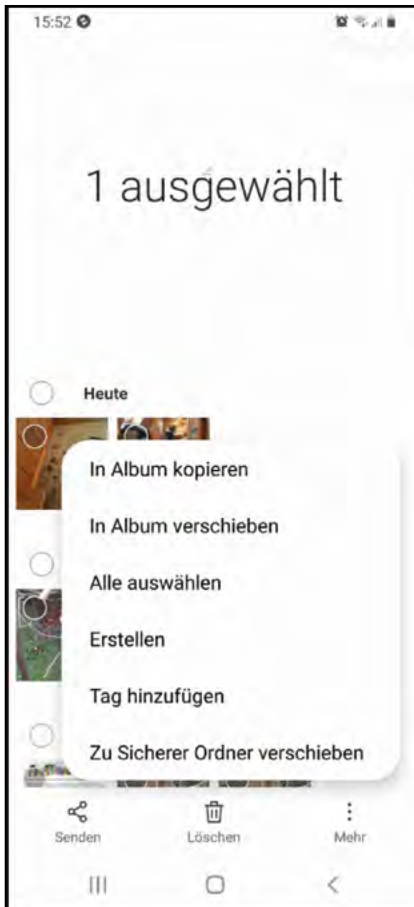 15:52
1 ausgewählt
Heute
In Album kopieren
In Album verschieben
Alle auswählen
Erstellen
Tag hinzufügen
Zu Sicherer Ordner verschieben
Senden Löschen Mehr